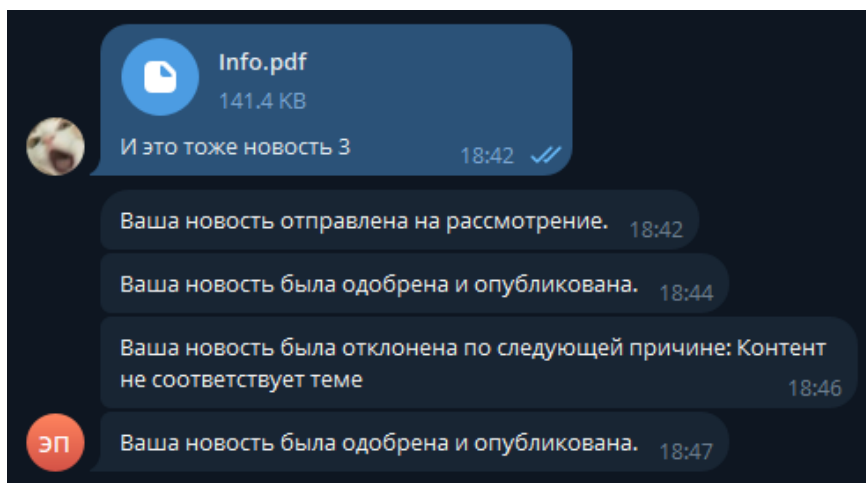 Info.pdf
141.4 KB
И это тоже новость 3
18:42
Ваша новость отправлена на рассмотрение. 18:42
Ваша новость была одобрена и опубликована. 18:44
Ваша новость была отклонена по следующей причине: Контент
не соответствует теме
18:46
ЭП
Ваша новость была одобрена и опубликована. 18:47